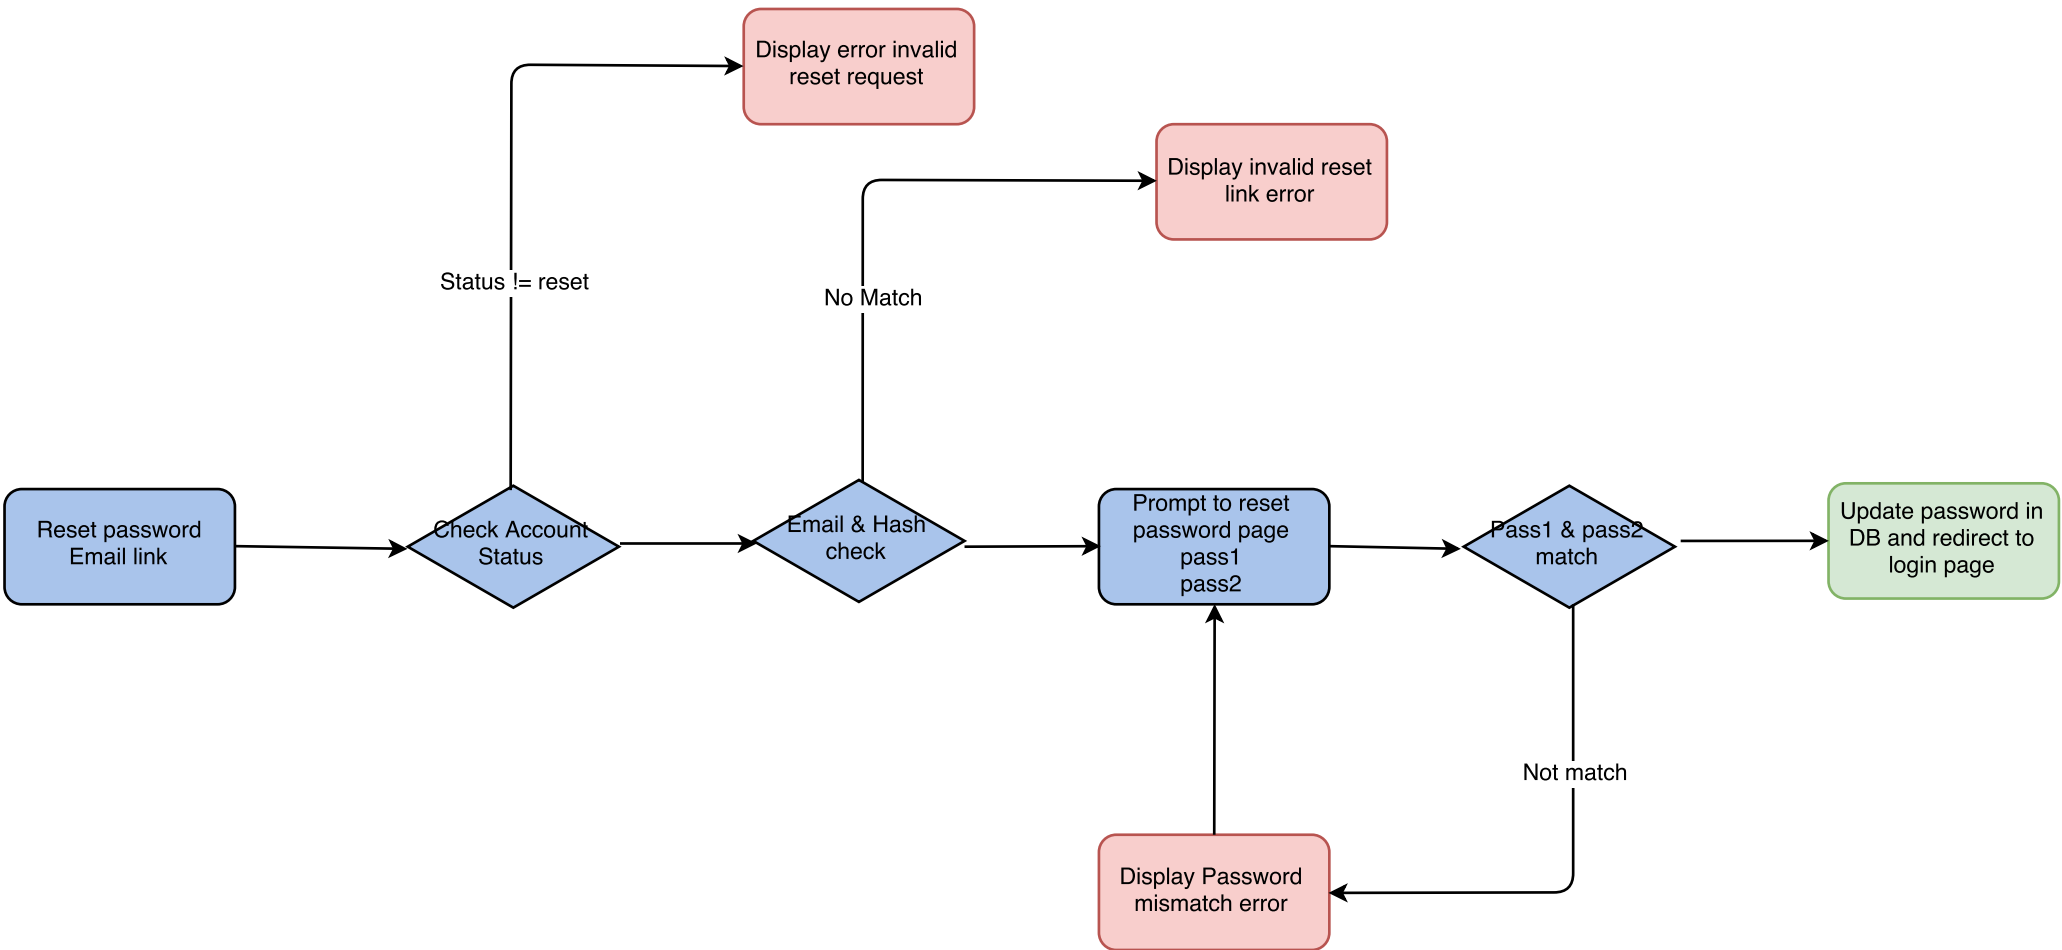 Display error invalid
reset request
Display invalid reset
link error
Status != reset
No Match
Reset password
Email link
Check Account
Status
Email & Hash
check
Prompt to reset
password page
pass1
pass2
Pass1 & pass2
match
Update password in
DB and redirect to
login page
Not match
Display Password
mismatch error